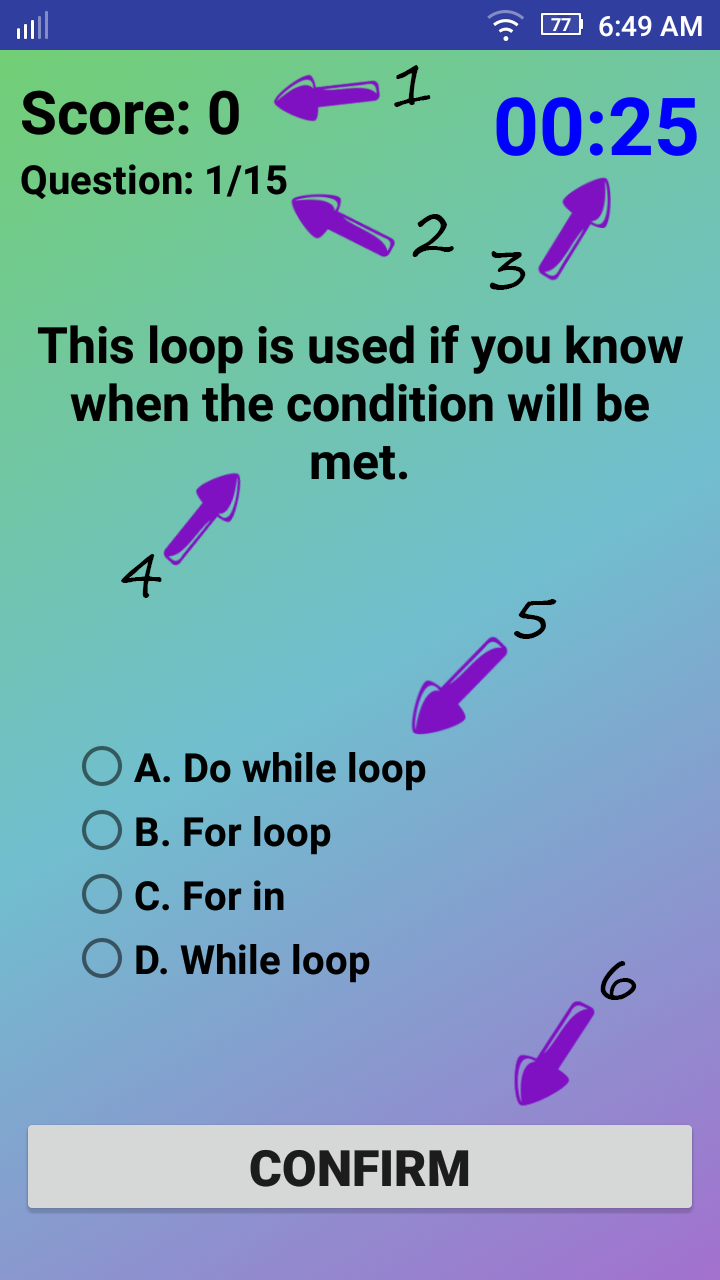 77 6:49 AM
Score: 0 1
00:25
Question: 1/15
2
3
This loop is used if you know
when the condition will be
met.
4
5
A. Do while loop
B. For loop
C. For in
D. While loop
6
CONFIRM